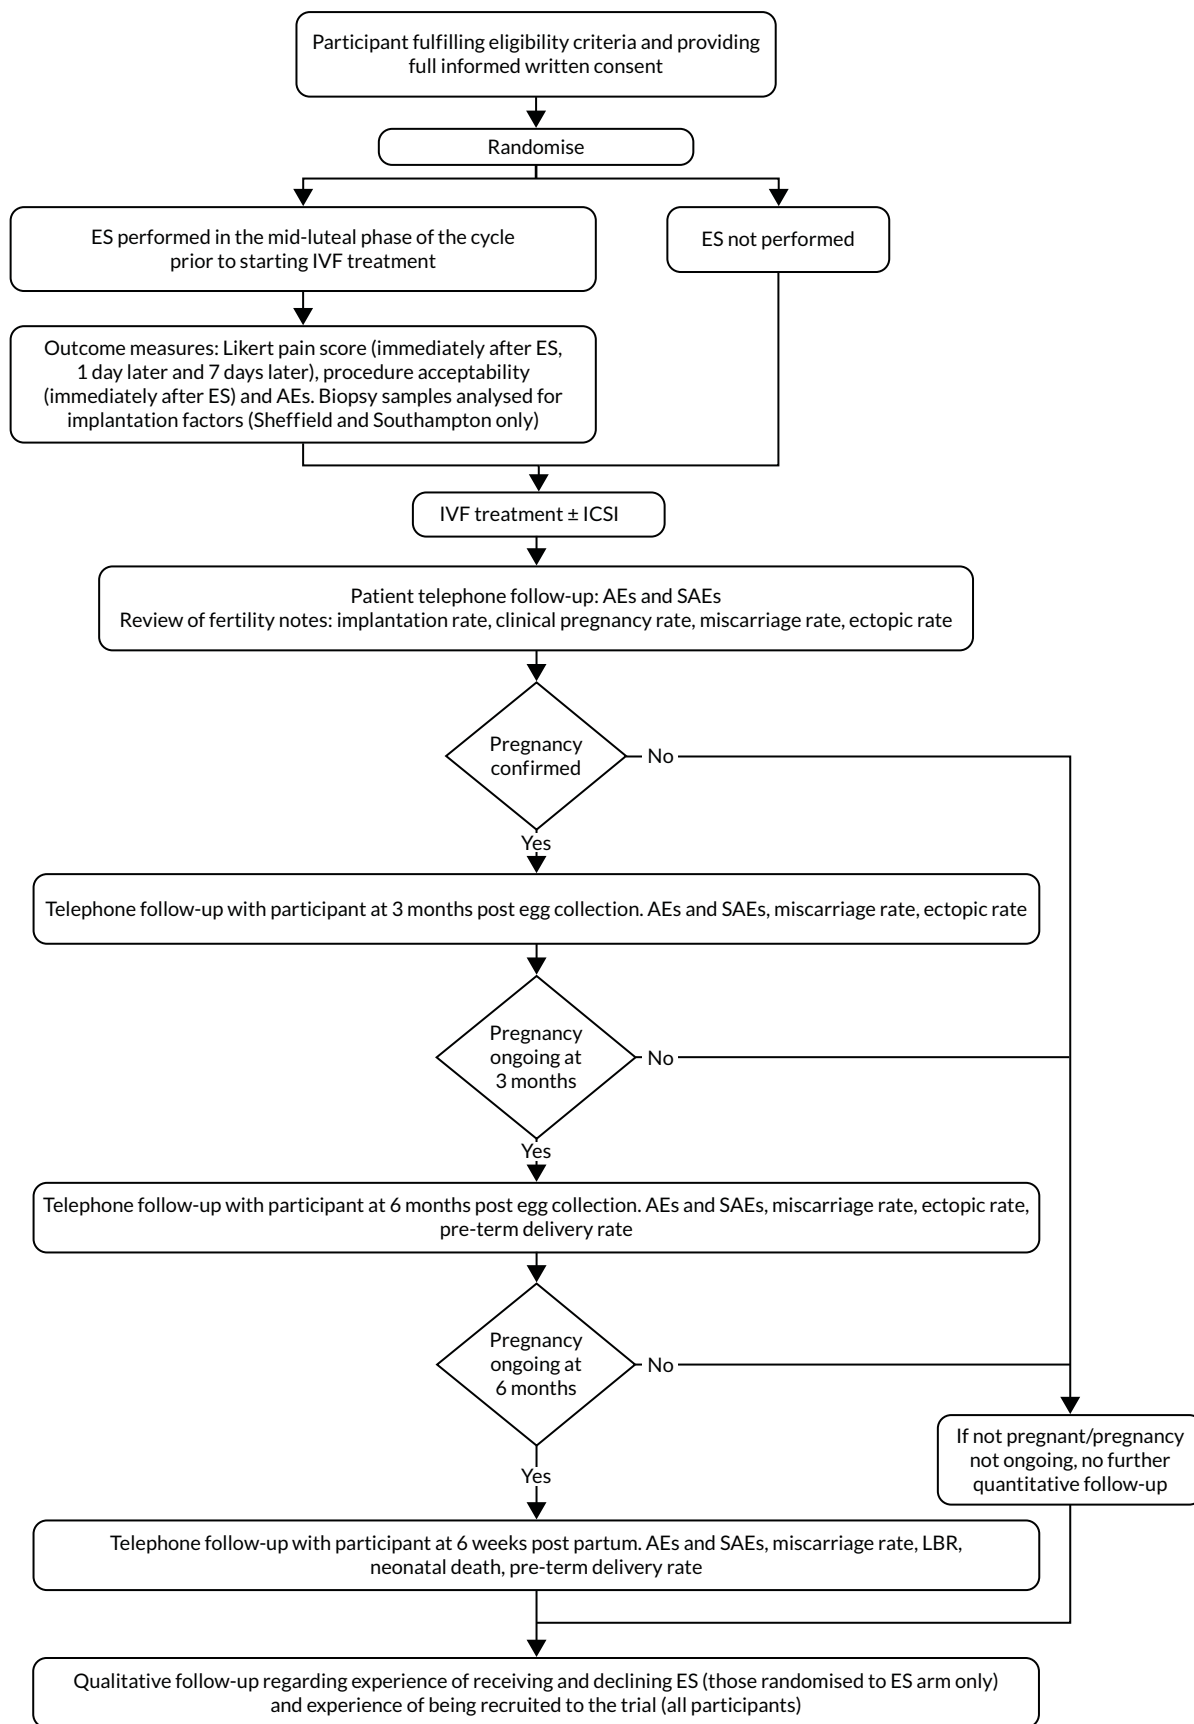 Participant fulfilling eligibility criteria and providing
full informed written consent
Randomise
ES performed in the mid-luteal phase of the cycle
prior to starting IVF treatment
ES not performed
Outcome measures: Likert pain score (immediately after ES,
1 day later and 7 days later), procedure acceptability
(immediately after ES) and AEs. Biopsy samples analysed for
implantation factors (Sheffield and Southampton only)
IVF treatment ± ICSI
Patient telephone follow-up: AEs and SAEs
Review of fertility notes: implantation rate, clinical pregnancy rate, miscarriage rate, ectopic rate
Pregnancy
confirmed
No
Yes
Telephone follow-up with participant at 3 months post egg collection. AEs and SAEs, miscarriage rate, ectopic rate
Pregnancy
ongoing at
3 months
No
Yes
Telephone follow-up with participant at 6 months post egg collection. AEs and SAEs, miscarriage rate, ectopic rate,
pre-term delivery rate
Pregnancy
ongoing at
6 months
No
Yes
If not pregnant/pregnancy
not ongoing, no further
quantitative follow-up
Telephone follow-up with participant at 6 weeks post partum. AEs and SAEs, miscarriage rate, LBR,
neonatal death, pre-term delivery rate
Qualitative follow-up regarding experience of receiving and declining ES (those randomised to ES arm only)
and experience of being recruited to the trial (all participants)